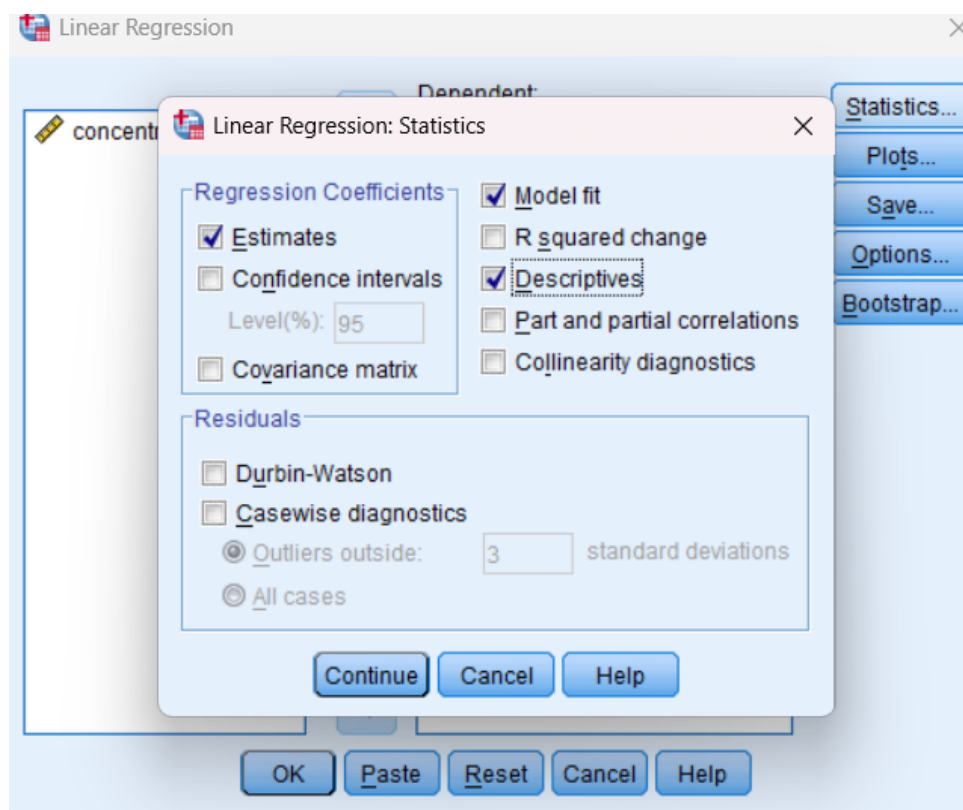 Linear Regression
Dependent:
Statistics...
Plots...
Save...
Options...
Bootstrap...
Linear Regression: Statistics
Regression Coefficients
Estimates
Confidence intervals
Level(%): 95
Covariance matrix
Model fit
R squared change
Descriptives
Part and partial correlations
Collinearity diagnostics
Residuals
Durbin-Watson
Casewise diagnostics
Outliers outside: 3 standard deviations
All cases
Continue Cancel Help
OK Paste Reset Cancel Help